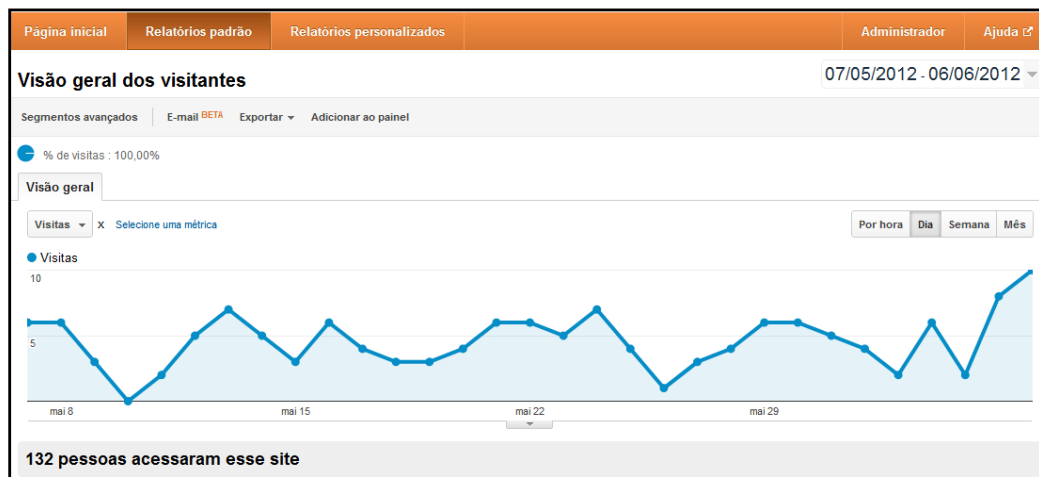 Página inicial Relatórios padrão Relatórios personalizados Administrador Ajuda
Visão geral dos visitantes 07/05/2012 - 06/06/2012
Segmentos avançados E-mail BETA Exportar Adicionar ao painel
% de visitas : 100,00%
Visão geral
Visitas X Selecione uma métrica Por hora Dia Semana Mês
Visitas
10
5
mai 8 mai 15 mai 22 mai 29
132 pessoas acessaram esse site